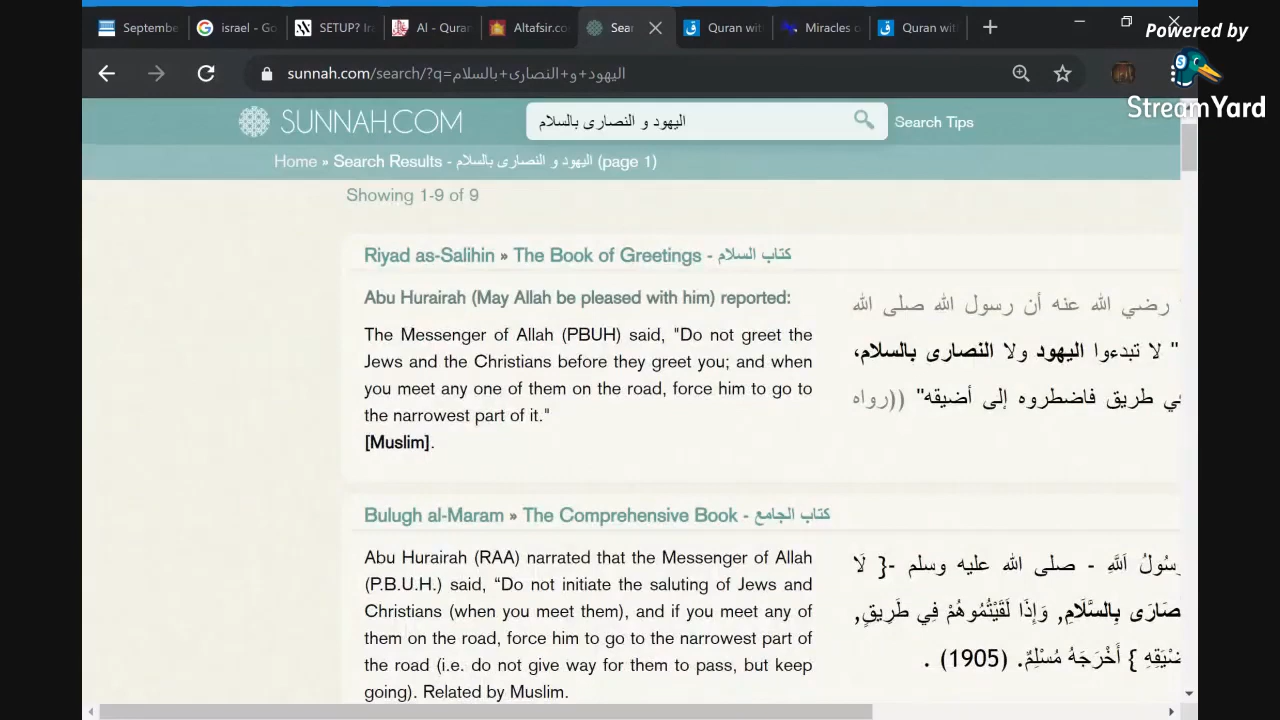 Septembe
israel - Go
SETUP? Ir
Al - Quran
Altafsir.co
Sear
Quran wit
Miracles o
Quran wit
Powered by
StreamYard
sunnah.com/search/?q=اليهود+و+النصارى+بالسلام
SUNNAH.COM
اليهود و النصارى بالسلام
Search Tips
Home » Search Results - اليهود و النصارى بالسلام (page 1)
Showing 1-9 of 9
Riyad as-Salihin » The Book of Greetings - كتاب السلام
Abu Hurairah (May Allah be pleased with him) reported:
The Messenger of Allah (PBUH) said, "Do not greet the
Jews and the Christians before they greet you; and when
you meet any one of them on the road, force him to go to
the narrowest part of it."
[Muslim].
رضي الله عنه أن رسول الله صلى الله
" لا تبدءوا اليهود ولا النصارى بالسلام،
في طريق فاضطروه إلى أضيقه" ((رواه
Bulugh al-Maram » The Comprehensive Book - كتاب الجامع
Abu Hurairah (RAA) narrated that the Messenger of Allah
(P.B.U.H.) said, “Do not initiate the saluting of Jews and
Christians (when you meet them), and if you meet any of
them on the road, force him to go to the narrowest part of
the road (i.e. do not give way for them to pass, but keep
going). Related by Muslim.
رسُولُ اَللَّهِ - صلى الله عليه وسلم -{ لَا
صَارَى بِالسَّلَامِ, وَإِذَا لَقَيْتُمُوهُمْ فِي طَرِيقٍ,
ضْيَقِهِ } أَخْرَجَهُ مُسْلِمٌ. (1905) .